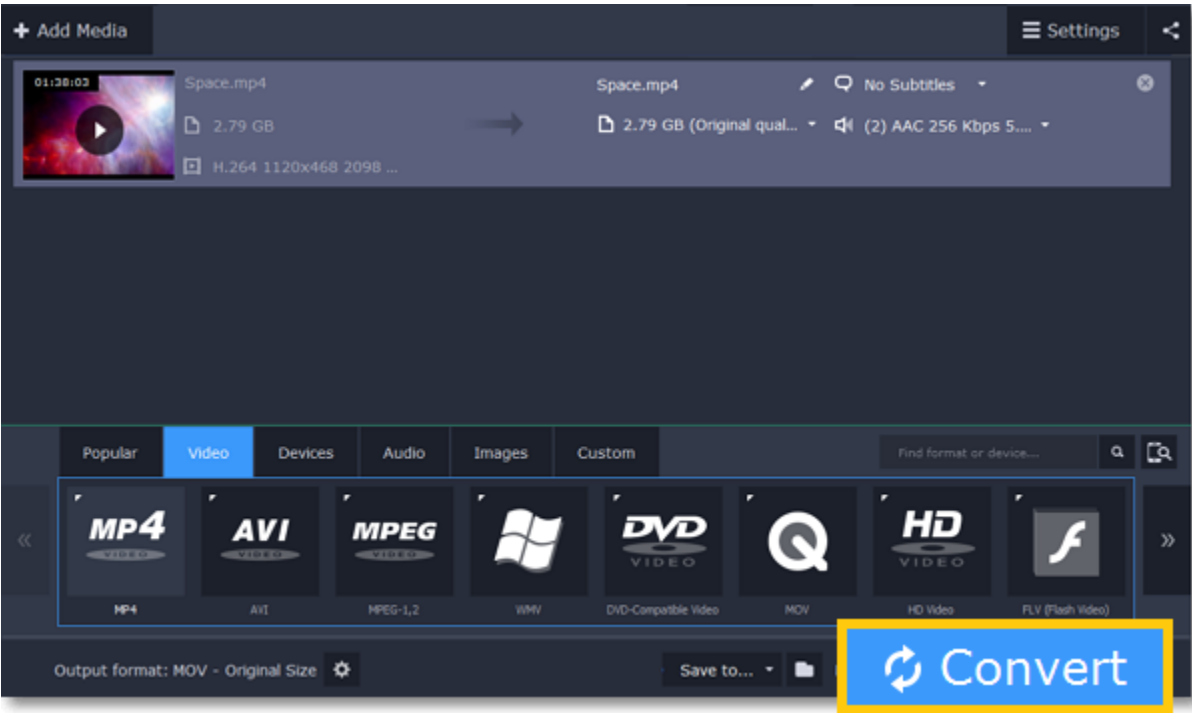 Add Media
Settings
01:38:03
Space.mp4
2.79 GB
H.264 1120x468 2098 ...
Space.mp4
2.79 GB (Original qual...
No Subtitles
(2) AAC 256 Kbps 5....
Popular
Video
Devices
Audio
Images
Custom
Find format or device...
MP4
VIDEO
AVI
VIDEO
MPEG
VIDEO
DVD
VIDEO
HD
VIDEO
MP4
AVI
MPEG-1,2
WMV
DVD-Compatible Video
MOV
HD Video
FLV (Flash Video)
Output format: MOV - Original Size
Save to...
Convert